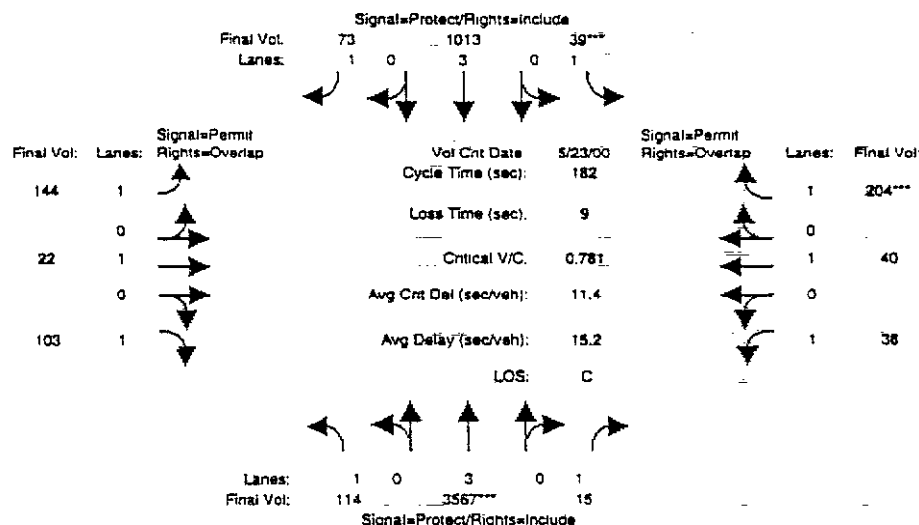 Signal=Protect/Rights=Include
Final Vol: 73 1013 39***
Lanes: 1 0 3 0 1
Signal=Permit Signal=Permit
Final Vol: Lanes: Rights=Overlap Vol Cnt Date: 5/23/00 Rights=Overlap Lanes: Final Vol:
Cycle Time (sec): 182
144 1 1 204***
Loss Time (sec): 9
0 0
22 1 Critical V/C: 0.781 1 40
0 Avg Crit Del (sec/veh): 11.4 0
103 1 Avg Delay (sec/veh): 15.2 1 38
LOS: C
Lanes: 1 0 3 0 1
Final Vol: 114 3567*** 15
Signal=Protect/Rights=Include